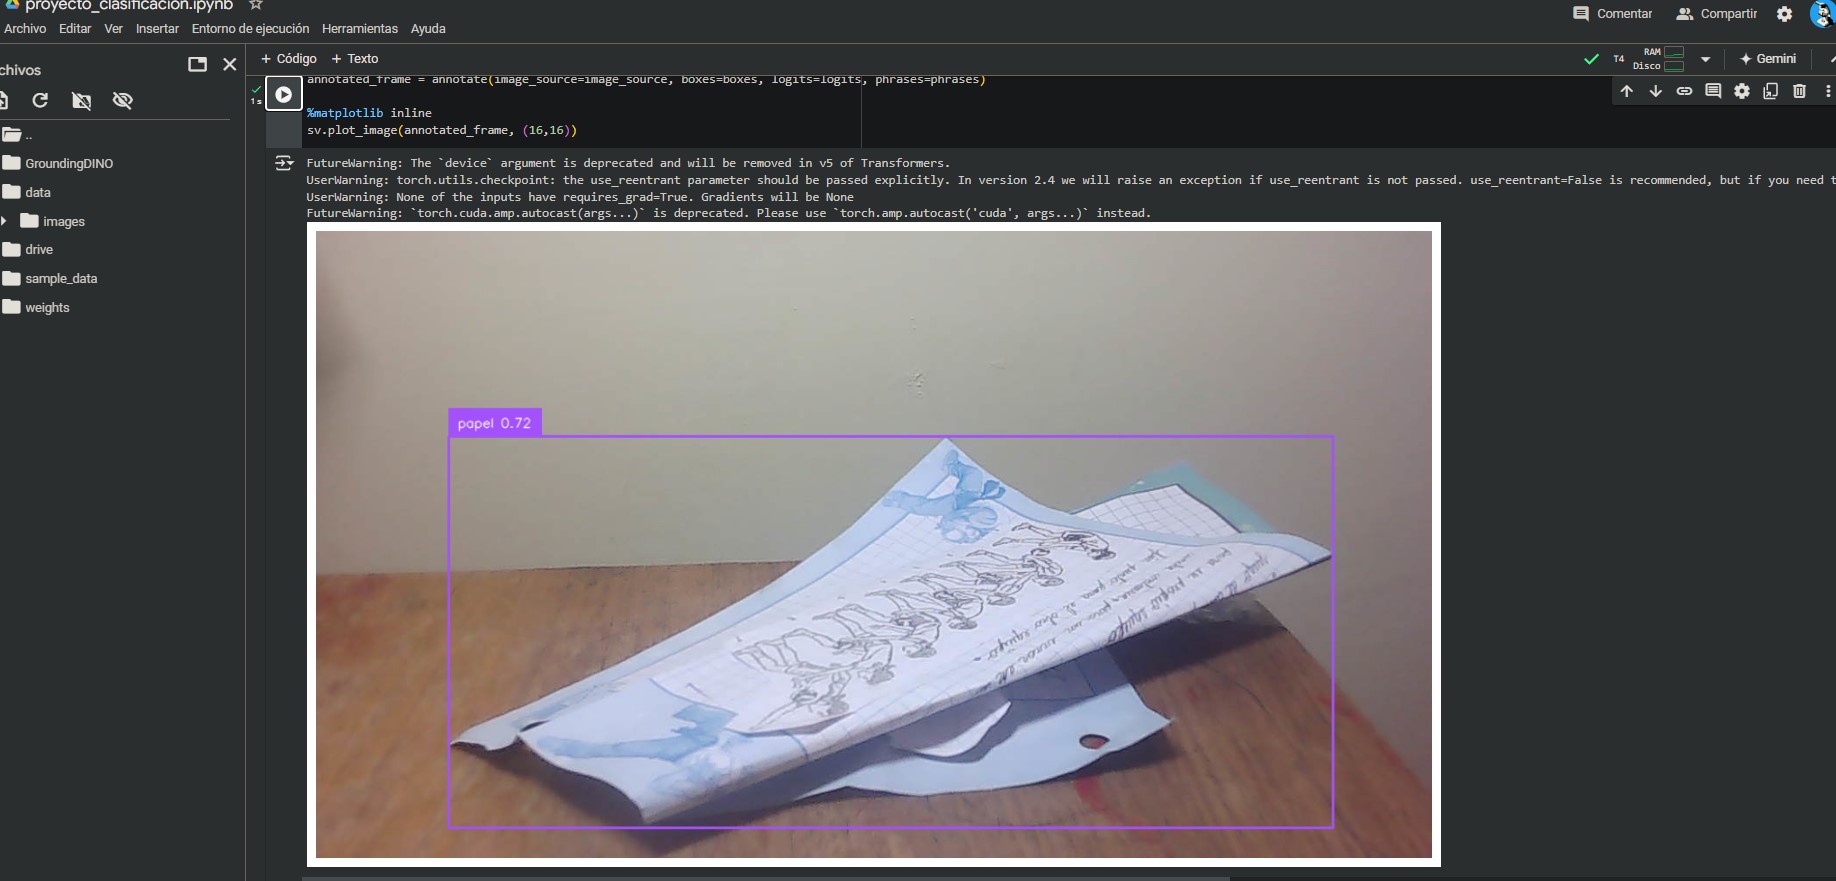 proyecto_clasificacion.ipynb
Archivo Editar Ver Insertar Entorno de ejecución Herramientas Ayuda
Comentar Compartir
chivos
+ Código + Texto
T4 RAM Disco
Gemini
..
GroundingDINO
data
images
drive
sample_data
weights
1 s
annotated_frame = annotate(image_source=image_source, boxes=boxes, logits=logits, phrases=phrases)
%matplotlib inline
sv.plot_image(annotated_frame, (16,16))
FutureWarning: The `device` argument is deprecated and will be removed in v5 of Transformers.
UserWarning: torch.utils.checkpoint: the use_reentrant parameter should be passed explicitly. In version 2.4 we will raise an exception if use_reentrant is not passed. use_reentrant=False is recommended, but if you need t
UserWarning: None of the inputs have requires_grad=True. Gradients will be None
FutureWarning: `torch.cuda.amp.autocast(args...)` is deprecated. Please use `torch.amp.autocast('cuda', args...)` instead.
papel 0.72